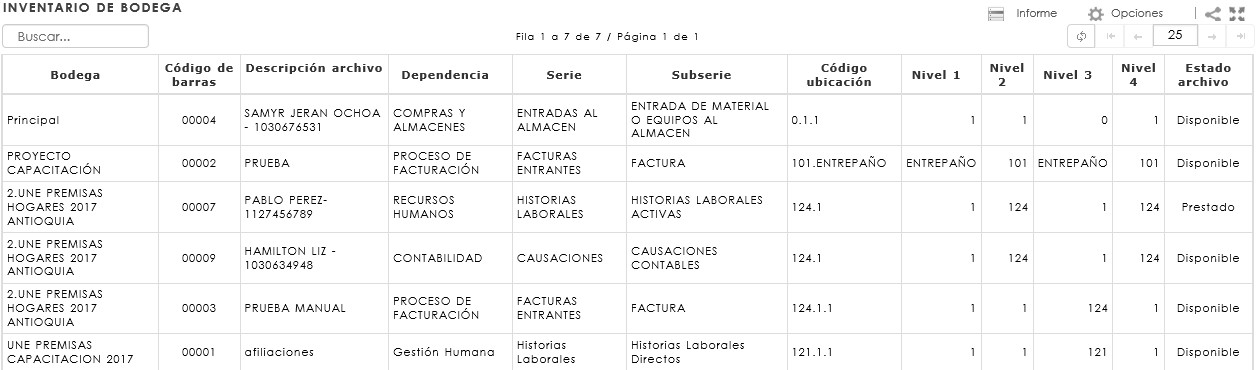 INVENTARIO DE BODEGA
Informe Opciones
Buscar...
Fila 1 a 7 de 7 / Página 1 de 1
25
Bodega Código de barras Descripción archivo Dependencia Serie Subserie Código ubicación Nivel 1 Nivel 2 Nivel 3 Nivel 4 Estado archivo
Principal 00004 SAMYR JERAN OCHOA - 1030676531 COMPRAS Y ALMACENES ENTRADAS AL ALMACEN ENTRADA DE MATERIAL O EQUIPOS AL ALMACEN 0.1.1 1 1 0 1 Disponible
PROYECTO CAPACITACIÓN 00002 PRUEBA PROCESO DE FACTURACIÓN FACTURAS ENTRANTES FACTURA 101.ENTREPAÑO ENTREPAÑO 101 ENTREPAÑO 101 Disponible
2.UNE PREMISAS HOGARES 2017 ANTIOQUIA 00007 PABLO PEREZ- 1127456789 RECURSOS HUMANOS HISTORIAS LABORALES HISTORIAS LABORALES ACTIVAS 124.1 1 124 1 124 Prestado
2.UNE PREMISAS HOGARES 2017 ANTIOQUIA 00009 HAMILTON LIZ - 1030634948 CONTABILIDAD CAUSACIONES CAUSACIONES CONTABLES 124.1 1 124 1 124 Disponible
2.UNE PREMISAS HOGARES 2017 ANTIOQUIA 00003 PRUEBA MANUAL PROCESO DE FACTURACIÓN FACTURAS ENTRANTES FACTURA 124.1.1 1 1 124 1 Disponible
UNE PREMISAS CAPACITACION 2017 00001 afiliaciones Gestión Humana Historias Laborales Historias Laborales Directos 121.1.1 1 1 121 1 Disponible